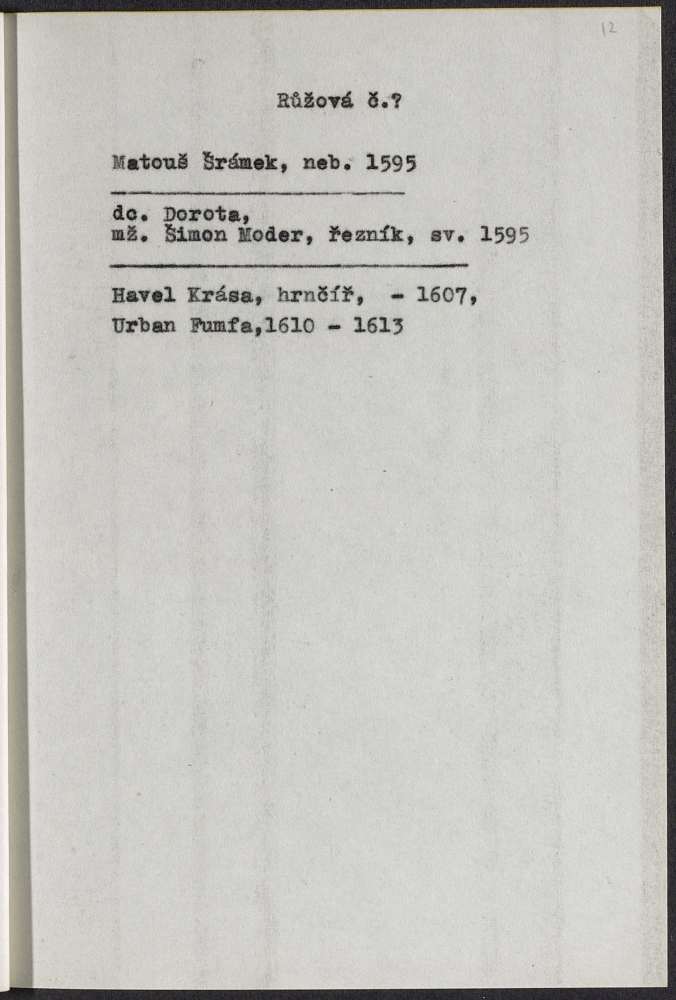 12
Růžová č.?
Matouš Šrámek, neb. 1595
dc. Dorota,
mž. Šimon Moder, řezník, sv. 1595
Havel Krása, hrnčíř, - 1607,
Urban Fumfa,1610 - 1613